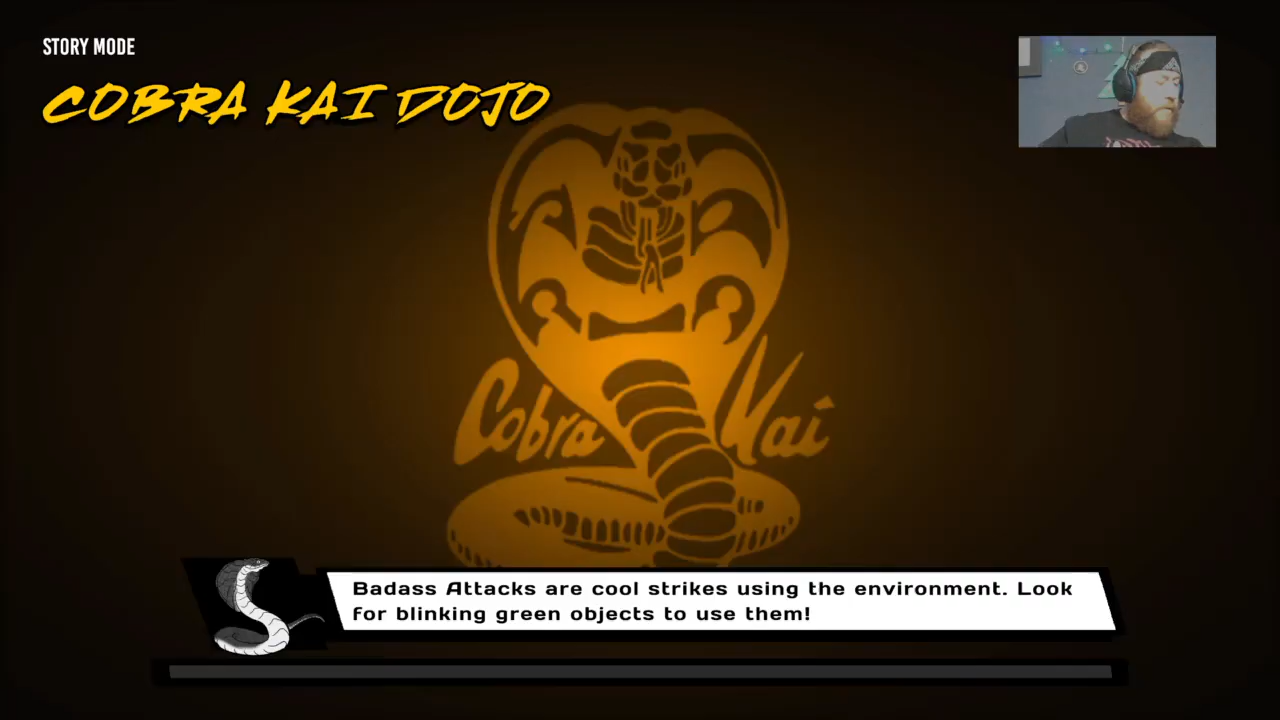 STORY MODE
COBRA KAI DOJO
Cobra Kai
Badass Attacks are cool strikes using the environment. Look
for blinking green objects to use them!